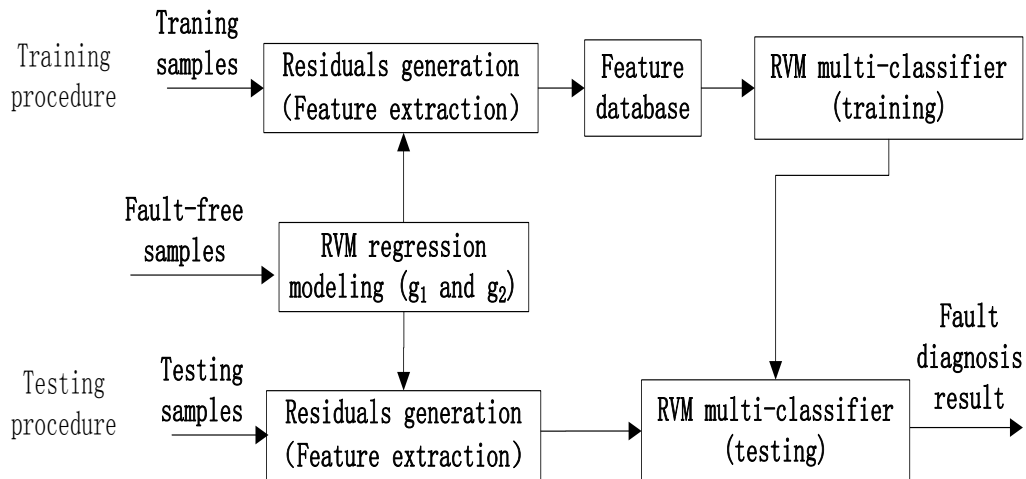 Training
procedure
Traning
samples
Residuals generation
(Feature extraction)
Feature
database
RVM multi-classifier
(training)
Fault-free
samples
RVM regression
modeling (g₁ and g₂)
Testing
procedure
Testing
samples
Residuals generation
(Feature extraction)
RVM multi-classifier
(testing)
Fault
diagnosis
result